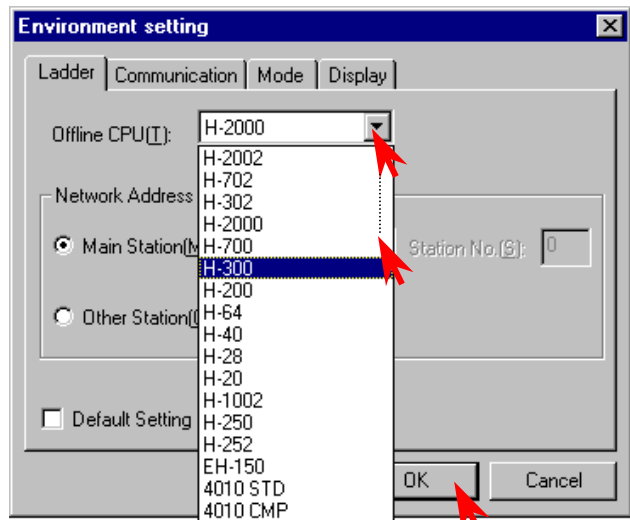 Environment setting
Ladder Communication Mode Display
Offline CPU(T): H-2000
H-2002
H-702
Network Address
H-302
H-2000
Main Station(M
H-700
Station No.(S): 0
H-300
H-200
Other Station(
H-64
H-40
H-28
H-20
H-1002
Default Setting
H-250
H-252
EH-150
4010 STD
4010 CMP
OK Cancel